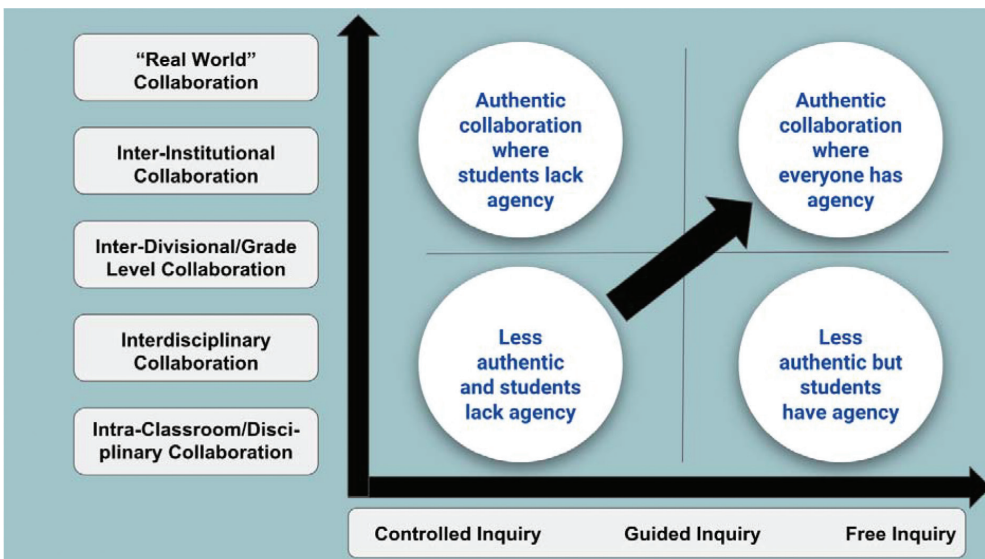 “Real World”
Collaboration
Inter-Institutional
Collaboration
Inter-Divisional/Grade
Level Collaboration
Interdisciplinary
Collaboration
Intra-Classroom/Disci-
plinary Collaboration
Authentic
collaboration
where
students lack
agency
Authentic
collaboration
where
everyone has
agency
Less
authentic
and students
lack agency
Less
authentic but
students
have agency
Controlled Inquiry Guided Inquiry Free Inquiry